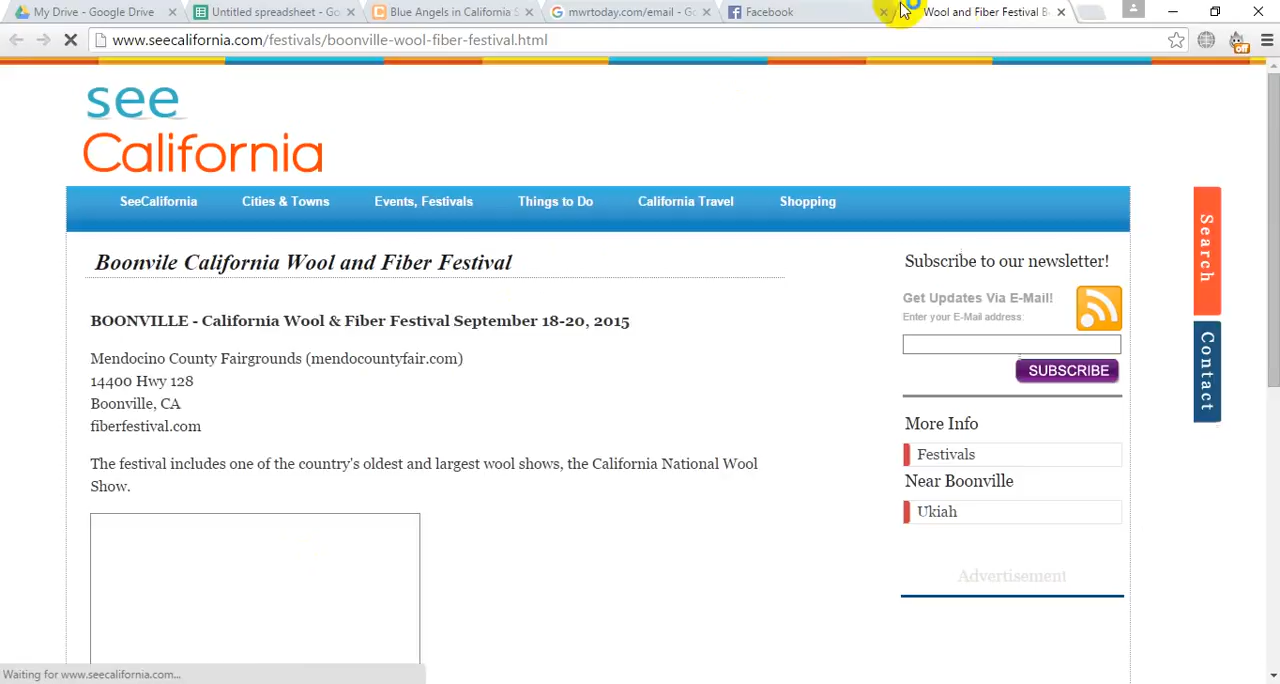 My Drive - Google Drive
Untitled spreadsheet - Go
Blue Angels in California S
mwrtoday.com/email - Go
Facebook
Wool and Fiber Festival B
www.seecalifornia.com/festivals/boonville-wool-fiber-festival.html
off
see
California
SeeCalifornia
Cities & Towns
Events, Festivals
Things to Do
California Travel
Shopping
Search
Contact
Boonvile California Wool and Fiber Festival
BOONVILLE - California Wool & Fiber Festival September 18-20, 2015
Mendocino County Fairgrounds (mendocountyfair.com)
14400 Hwy 128
Boonville, CA
fiberfestival.com
The festival includes one of the country's oldest and largest wool shows, the California National Wool
Show.
Subscribe to our newsletter!
Get Updates Via E-Mail!
Enter your E-Mail address:
SUBSCRIBE
More Info
Festivals
Near Boonville
Ukiah
Advertisement
Waiting for www.seecalifornia.com...